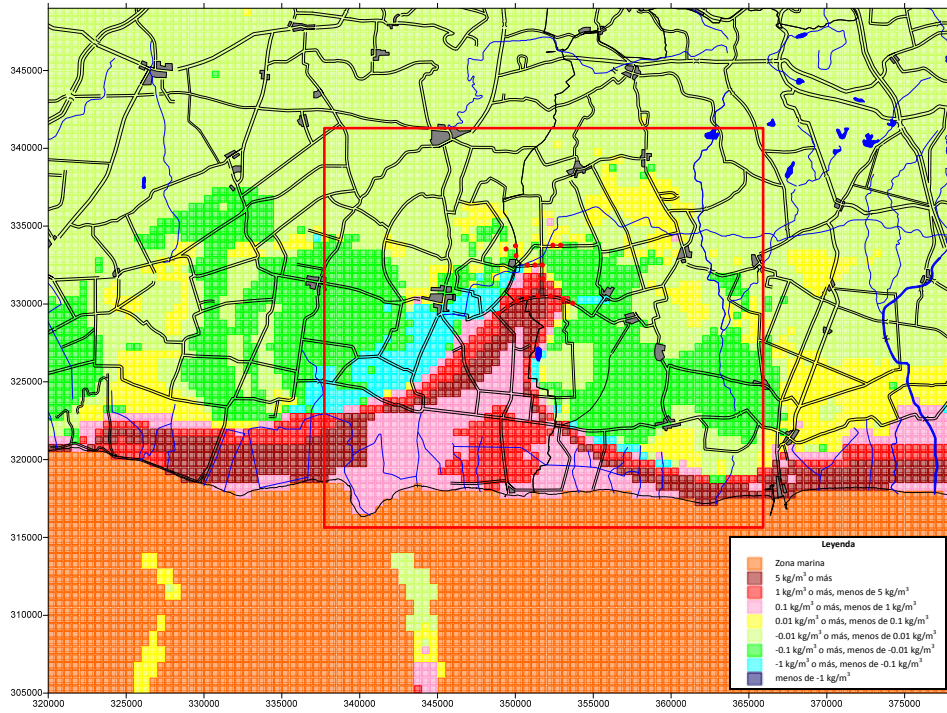 345000
340000
335000
330000
325000
320000
315000
310000
305000
320000 325000 330000 335000 340000 345000 350000 355000 360000 365000 370000 375000
Leyenda
Zona marina
5 kg/m³ o más
1 kg/m³ o más, menos de 5 kg/m³
0.1 kg/m³ o más, menos de 1 kg/m³
0.01 kg/m³ o más, menos de 0.1 kg/m³
-0.01 kg/m³ o más, menos de 0.01 kg/m³
-0.1 kg/m³ o más, menos de -0.01 kg/m³
-1 kg/m³ o más, menos de -0.1 kg/m³
menos de -1 kg/m³